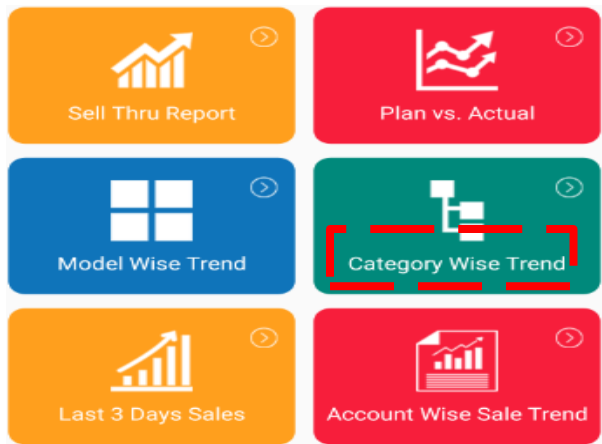 Sell Thru Report
Plan vs. Actual
Model Wise Trend
Category Wise Trend
Last 3 Days Sales
Account Wise Sale Trend